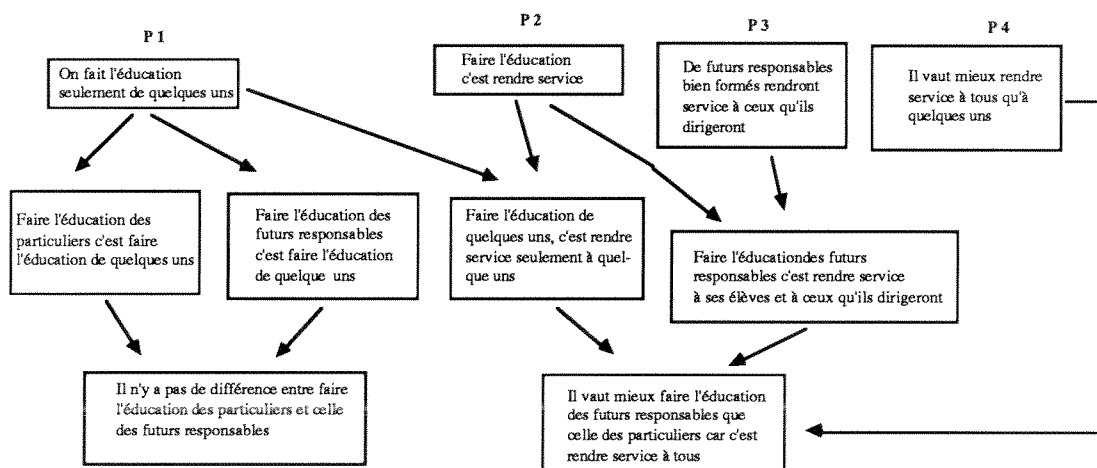 P 1
P 2
P 3
P 4
On fait l'éducation
seulement de quelques uns
Faire l'éducation
c'est rendre service
De futurs responsables
bien formés rendront
service à ceux qu'ils
dirigeront
Il vaut mieux rendre
service à tous qu'à
quelques uns
Faire l'éducation des
particuliers c'est faire
l'éducation de quelques uns
Faire l'éducation des
futurs responsables
c'est faire l'éducation
de quelque uns
Faire l'éducation de
quelques uns, c'est rendre
service seulement à quel-
que uns
Faire l'éducationdes futurs
responsables c'est rendre service
à ses élèves et à ceux qu'ils dirigeront
Il n'y a pas de différence entre faire
l'éducation des particuliers et celle
des futurs responsables
Il vaut mieux faire l'éducation
des futurs responsables que
celle des particuliers car c'est
rendre service à tous